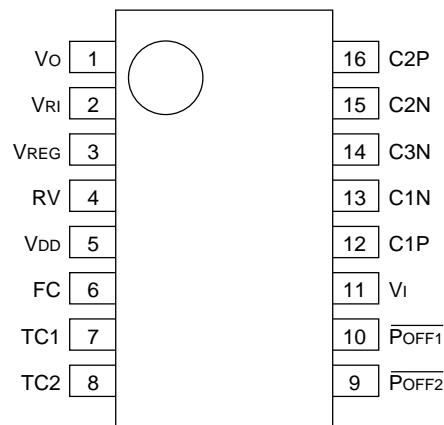 VO 1 16 C2P
VRI 2 15 C2N
VREG 3 14 C3N
RV 4 13 C1N
VDD 5 12 C1P
FC 6 11 VI
TC1 7 10 POFF1
TC2 8 9 POFF2